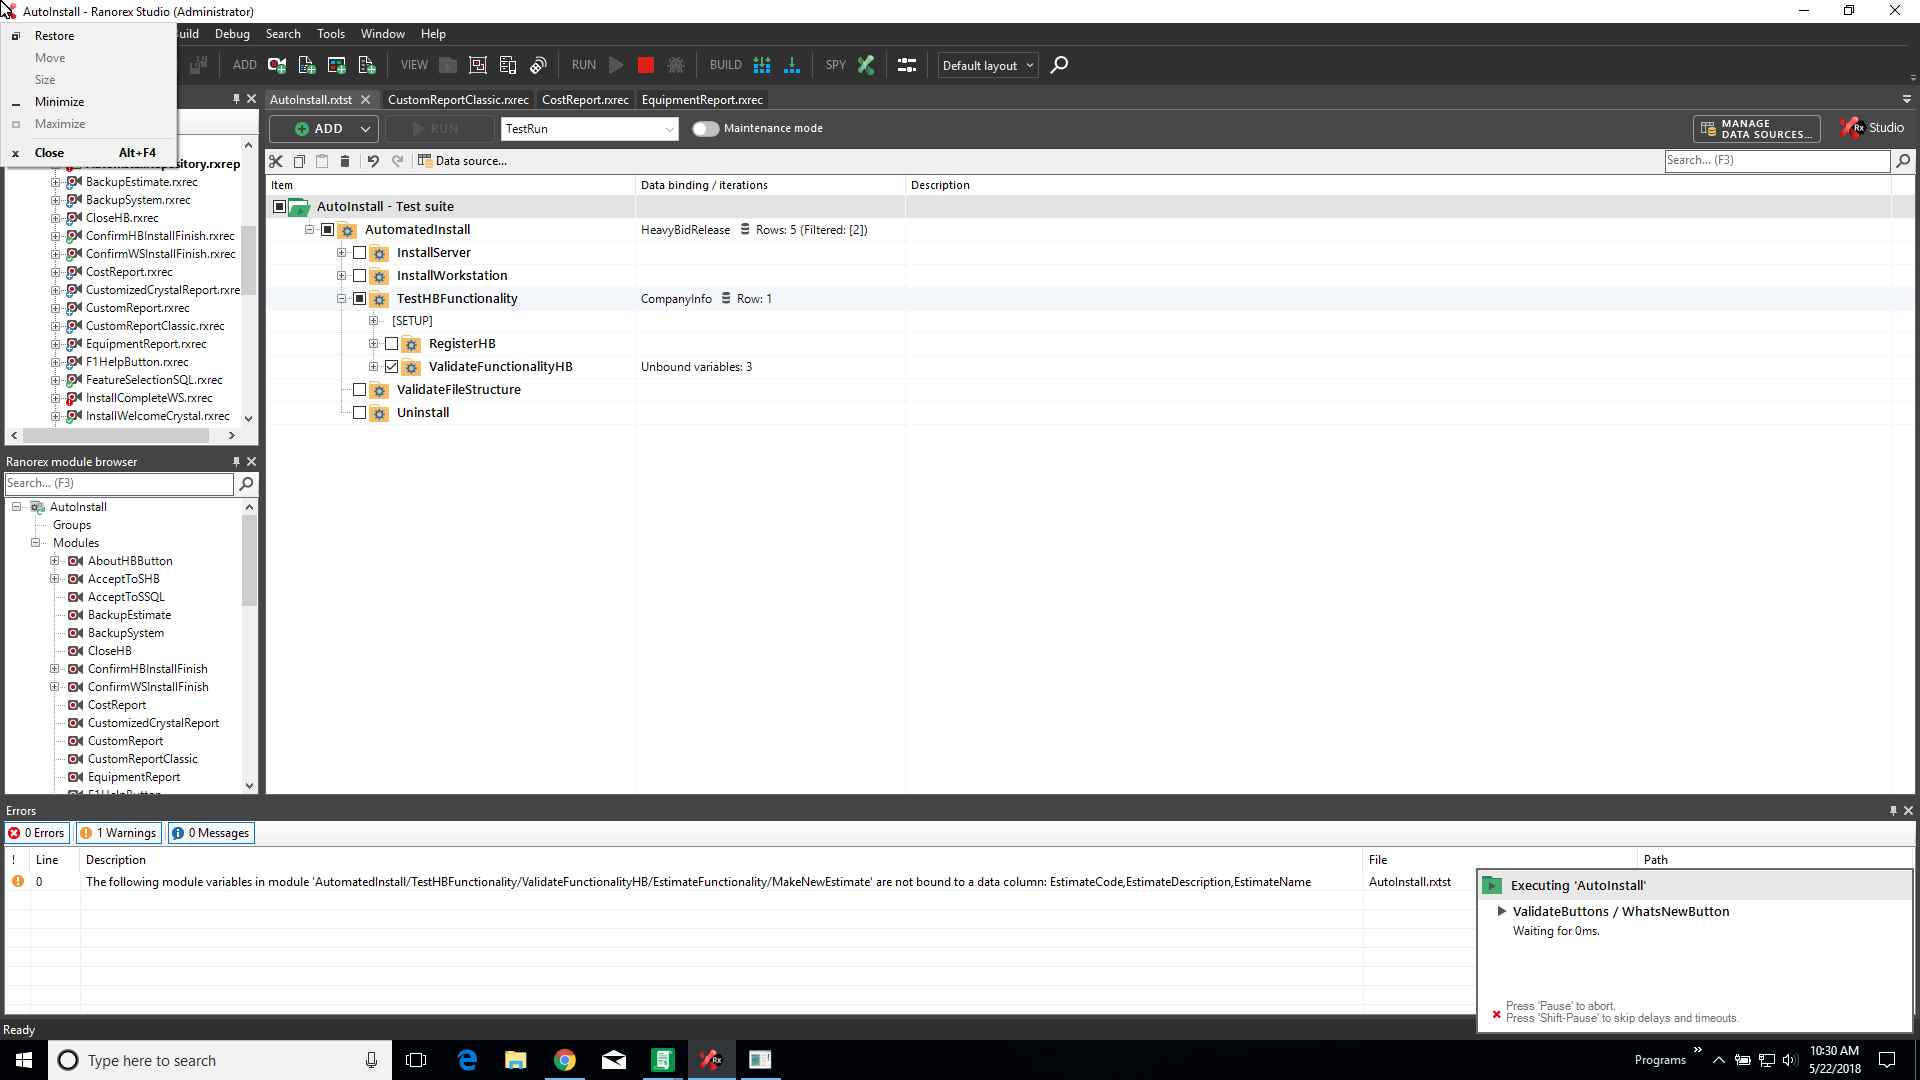 AutoInstall - Ranorex Studio (Administrator)
Restore
Move
Size
Minimize
Maximize
Close Alt+F4
uild Debug Search Tools Window Help
ADD VIEW RUN BUILD SPY Default layout
AutoInstall.rxtst CustomReportClassic.rxrec CostReport.rxrec EquipmentReport.rxrec
ADD RUN TestRun Maintenance mode MANAGE DATA SOURCES... Rx Studio
Data source... Search... (F3)
BackupEstimate.rxrec
BackupSystem.rxrec
CloseHB.rxrec
ConfirmHBInstallFinish.rxrec
ConfirmWSInstallFinish.rxrec
CostReport.rxrec
CustomizedCrystalReport.rxre
CustomReport.rxrec
CustomReportClassic.rxrec
EquipmentReport.rxrec
F1HelpButton.rxrec
FeatureSelectionSQL.rxrec
InstallCompleteWS.rxrec
InstallWelcomeCrystal.rxrec
Item Data binding / iterations Description
AutoInstall - Test suite
AutomatedInstall HeavyBidRelease Rows: 5 (Filtered: [2])
InstallServer
InstallWorkstation
TestHBFunctionality CompanyInfo Row: 1
[SETUP]
RegisterHB
ValidateFunctionalityHB Unbound variables: 3
ValidateFileStructure
Uninstall
Ranorex module browser
Search... (F3)
AutoInstall
Groups
Modules
AboutHBButton
AcceptToSHB
AcceptToSSQL
BackupEstimate
BackupSystem
CloseHB
ConfirmHBInstallFinish
ConfirmWSInstallFinish
CostReport
CustomizedCrystalReport
CustomReport
CustomReportClassic
EquipmentReport
Errors
0 Errors 1 Warnings 0 Messages
! Line Description File Path
0 The following module variables in module 'AutomatedInstall/TestHBFunctionality/ValidateFunctionalityHB/EstimateFunctionality/MakeNewEstimate' are not bound to a data column: EstimateCode,EstimateDescription,EstimateName AutoInstall.rxtst
Executing 'AutoInstall'
ValidateButtons / WhatsNewButton
Waiting for 0ms.
Press 'Pause' to abort.
Press 'Shift-Pause' to skip delays and timeouts.
Ready
Type here to search
Programs
10:30 AM
5/22/2018